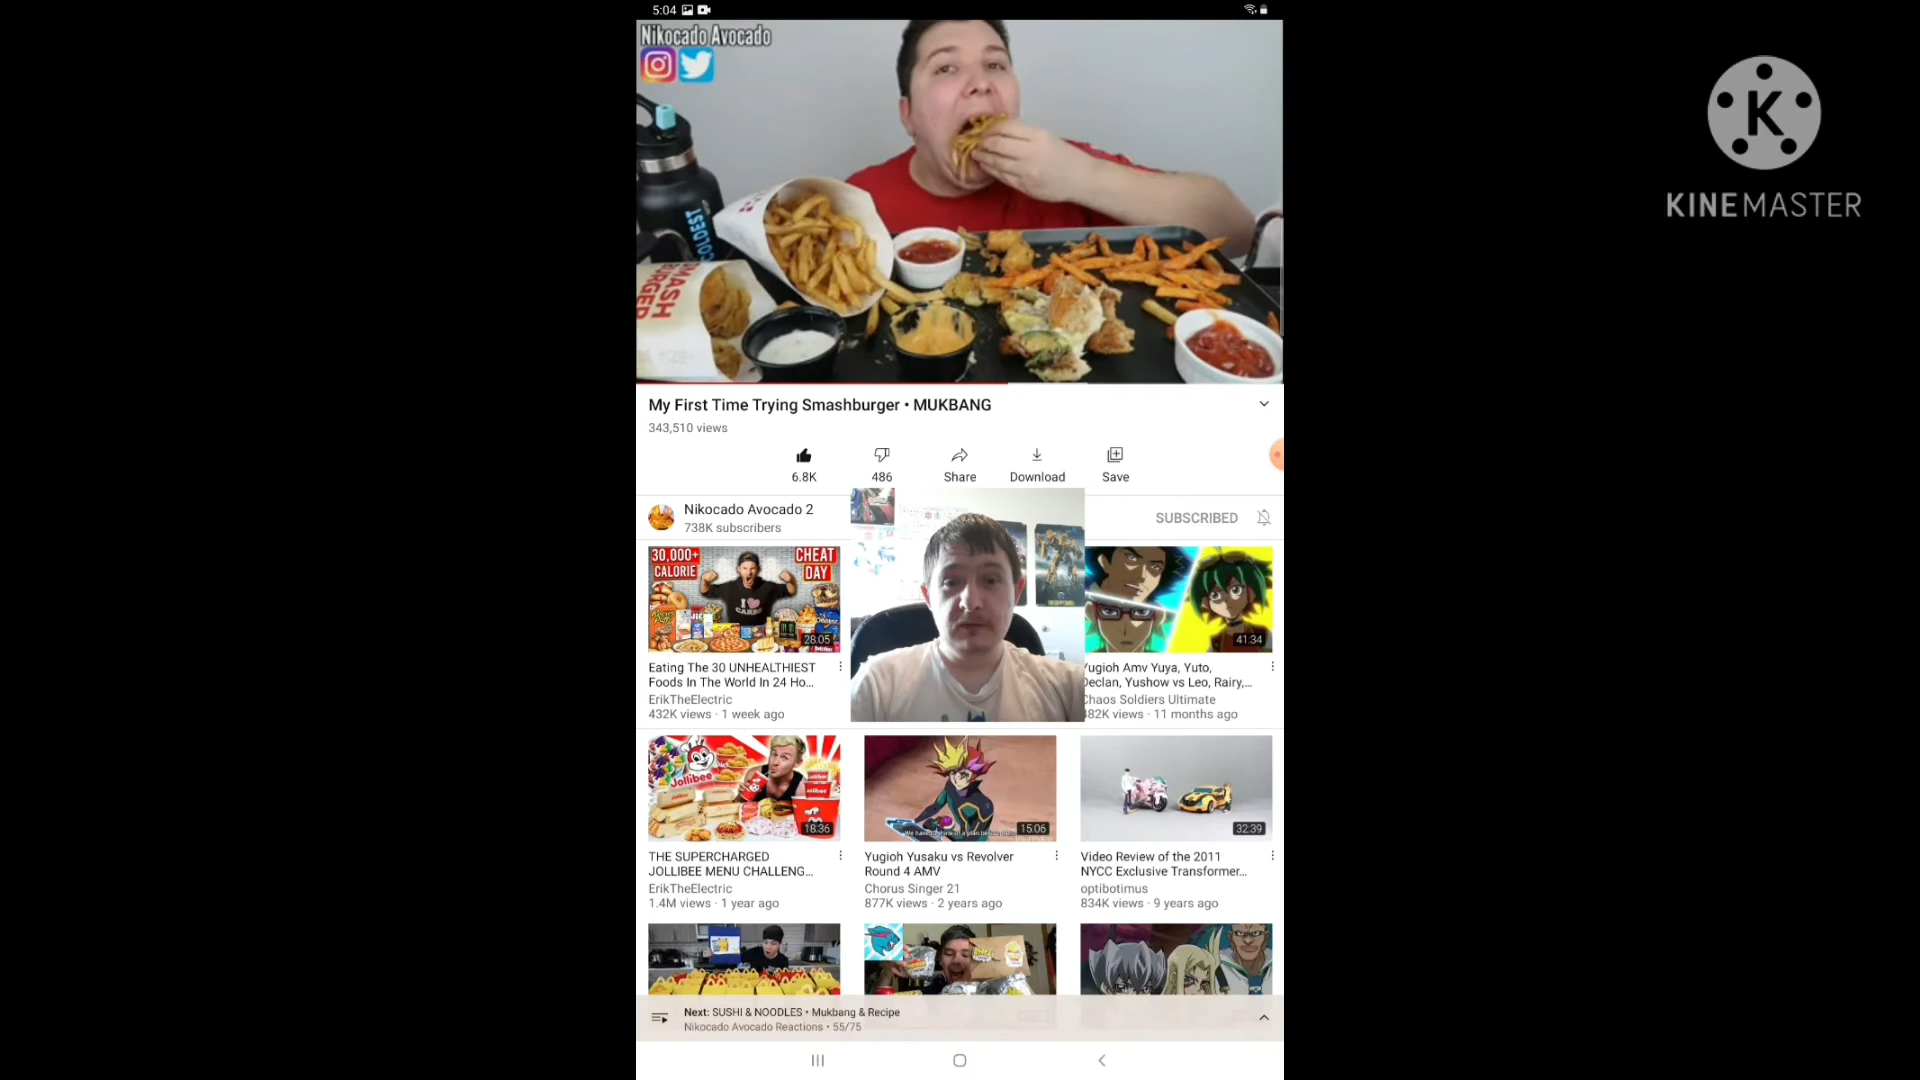 5:04
Nikocado Avocado
COLDEST
SMASH
BURGER
My First Time Trying Smashburger • MUKBANG
343,510 views
6.8K
486
Share
Download
Save
Nikocado Avocado 2
738K subscribers
SUBSCRIBED
30,000+
CALORIE
CHEAT
DAY
I
CARBS
28:05
41:34
Eating The 30 UNHEALTHIEST
Foods In The World In 24 Ho...
ErikTheElectric
432K views · 1 week ago
Yugioh Amv Yuya, Yuto,
Declan, Yushow vs Leo, Rairy,...
Chaos Soldiers Ultimate
82K views · 11 months ago
Jollibee
18:36
15:06
32:39
THE SUPERCHARGED
JOLLIBEE MENU CHALLENG...
ErikTheElectric
1.4M views · 1 year ago
Yugioh Yusaku vs Revolver
Round 4 AMV
Chorus Singer 21
877K views · 2 years ago
Video Review of the 2011
NYCC Exclusive Transformer...
optibotimus
834K views · 9 years ago
Next: SUSHI & NOODLES • Mukbang & Recipe
Nikocado Avocado Reactions • 55/75
K
KINEMASTER